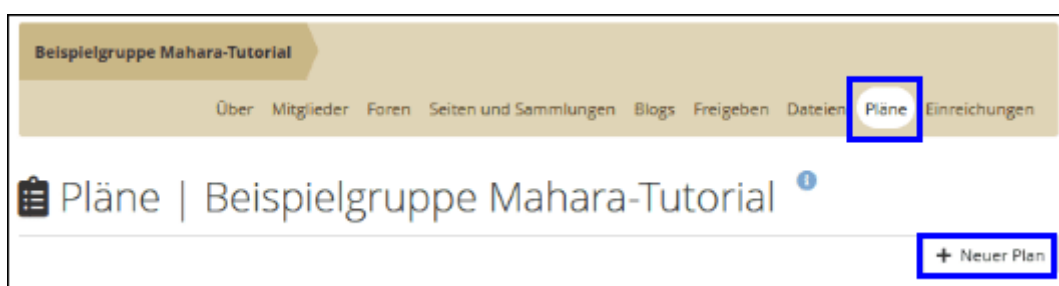 Beispielgruppe Mahara-Tutorial
Über Mitglieder Foren Seiten und Sammlungen Blogs Freigeben Dateien Pläne Einreichungen
Pläne | Beispielgruppe Mahara-Tutorial i
+ Neuer Plan